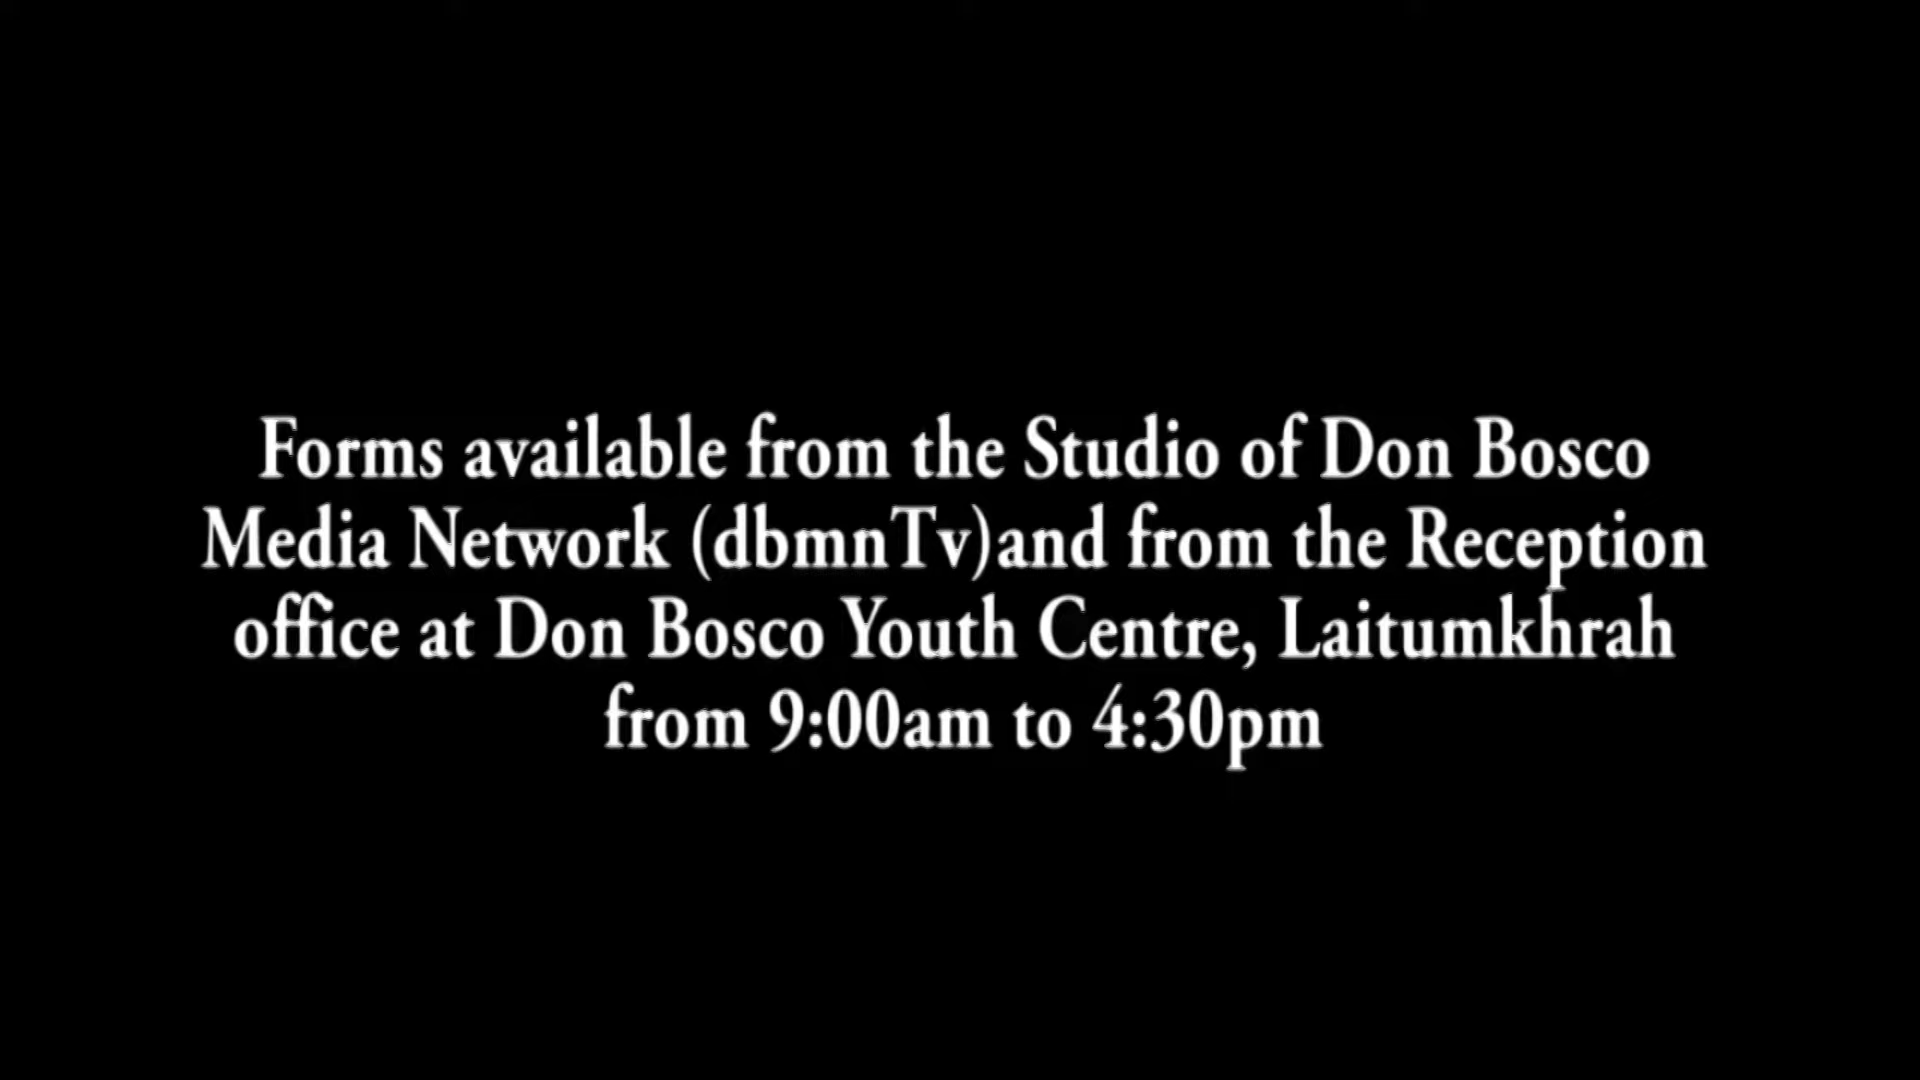 Forms available from the Studio of Don Bosco
Media Network (dbmnTv)and from the Reception
office at Don Bosco Youth Centre, Laitumkhrah
from 9:00am to 4:30pm